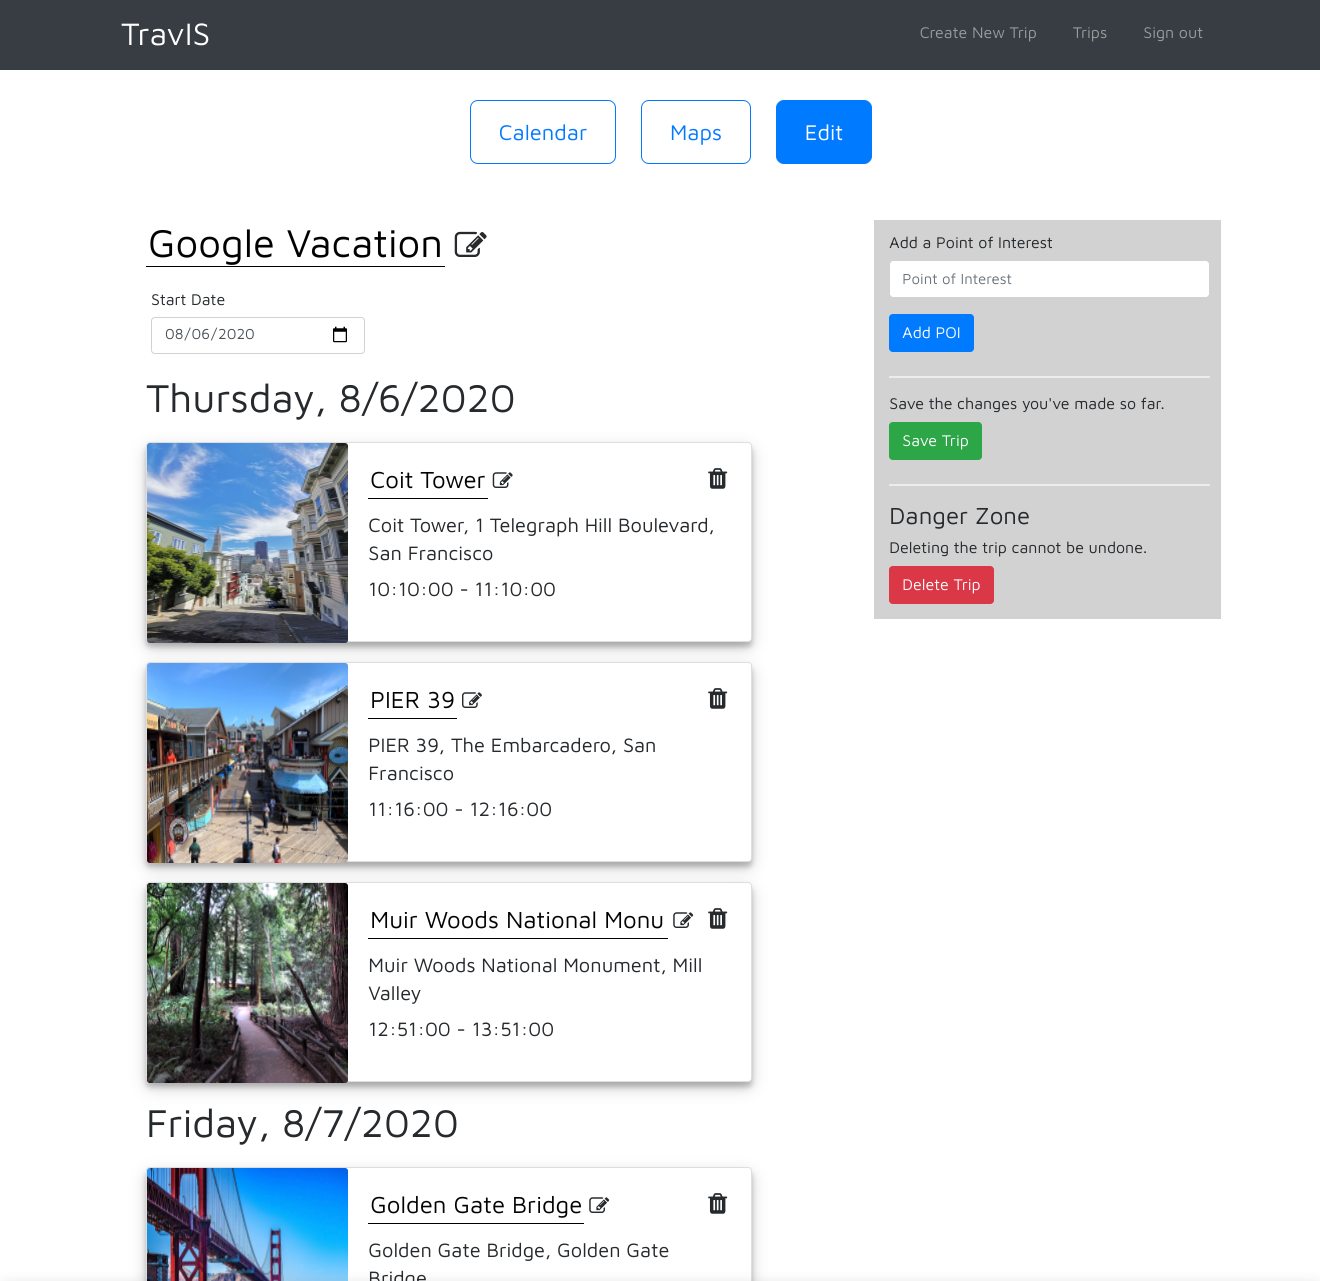 TravIS
Create New Trip
Trips
Sign out
Calendar
Maps
Edit
Google Vacation
Start Date
08/06/2020
Thursday, 8/6/2020
Coit Tower
Coit Tower, 1 Telegraph Hill Boulevard,
San Francisco
10:10:00 - 11:10:00
PIER 39
PIER 39, The Embarcadero, San
Francisco
11:16:00 - 12:16:00
Muir Woods National Monu
Muir Woods National Monument, Mill
Valley
12:51:00 - 13:51:00
Friday, 8/7/2020
Golden Gate Bridge
Golden Gate Bridge, Golden Gate
Bridge
Add a Point of Interest
Point of Interest
Add POI
Save the changes you've made so far.
Save Trip
Danger Zone
Deleting the trip cannot be undone.
Delete Trip